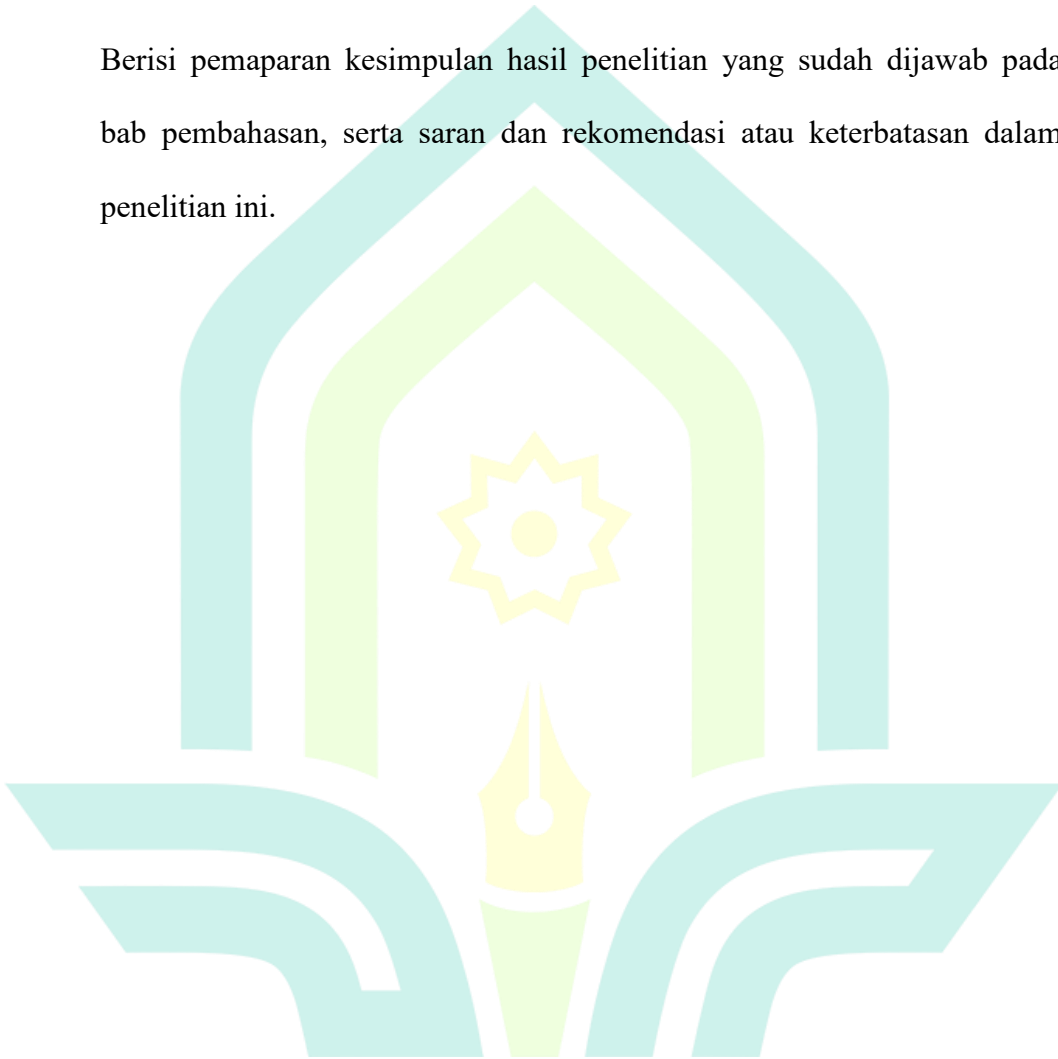 Berisi pemaparan kesimpulan hasil penelitian yang sudah dijawab pada
bab pembahasan, serta saran dan rekomendasi atau keterbatasan dalam
penelitian ini.